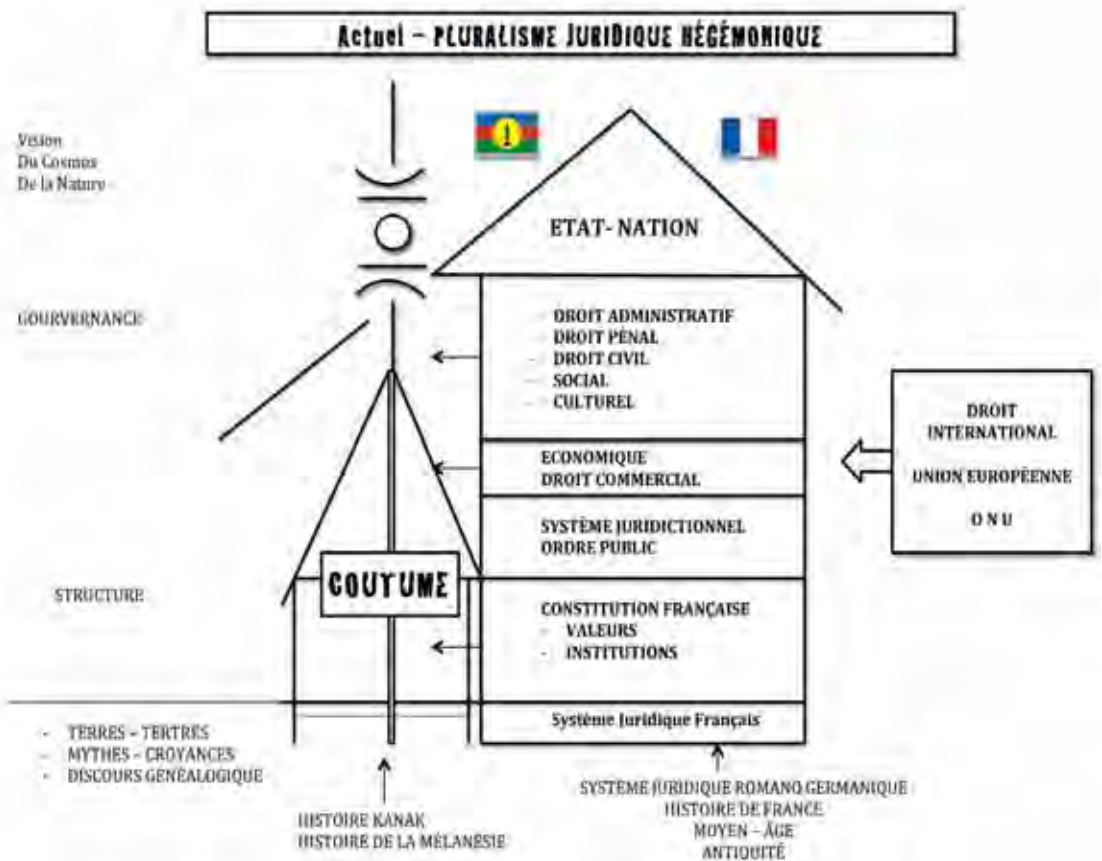 Actuel – PLURALISME JURIDIQUE HÉGÉMONIQUE
Vision
Du Cosmos
De la Nature
ETAT- NATION
GOURVERNANCE
- DROIT ADMINISTRATIF
- DROIT PÉNAL
- DROIT CIVIL
- SOCIAL
- CULTUREL
ECONOMIQUE
DROIT COMMERCIAL
DROIT
INTERNATIONAL
UNION EUROPÉENNE
O N U
SYSTÈME JURIDICTIONNEL
ORDRE PUBLIC
STRUCTURE
COUTUME
CONSTITUTION FRANÇAISE
- VALEURS
- INSTITUTIONS
Système Juridique Français
- TERRES – TERTRES
- MYTHES – CROYANCES
- DISCOURS GÉNÉALOGIQUE
HISTOIRE KANAK
HISTOIRE DE LA MÉLANÉSIE
SYSTÈME JURIDIQUE ROMANO GERMANIQUE
HISTOIRE DE FRANCE
MOYEN – ÂGE
ANTIQUITÉ